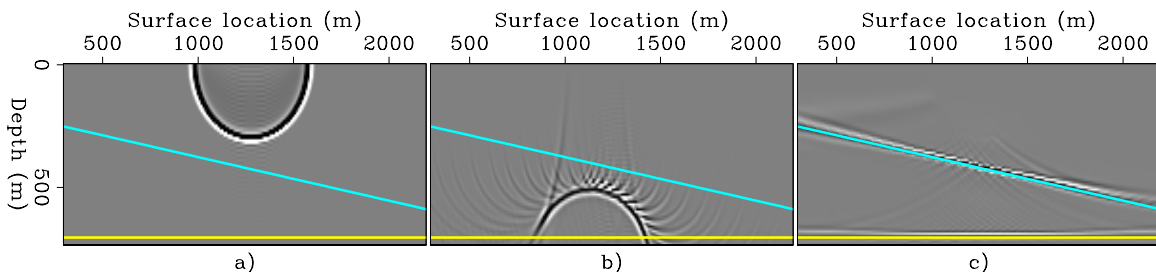 Surface location (m) Surface location (m) Surface location (m)
500 1000 1500 2000 500 1000 1500 2000 500 1000 1500 2000
0
Depth (m)
500
a) b) c)